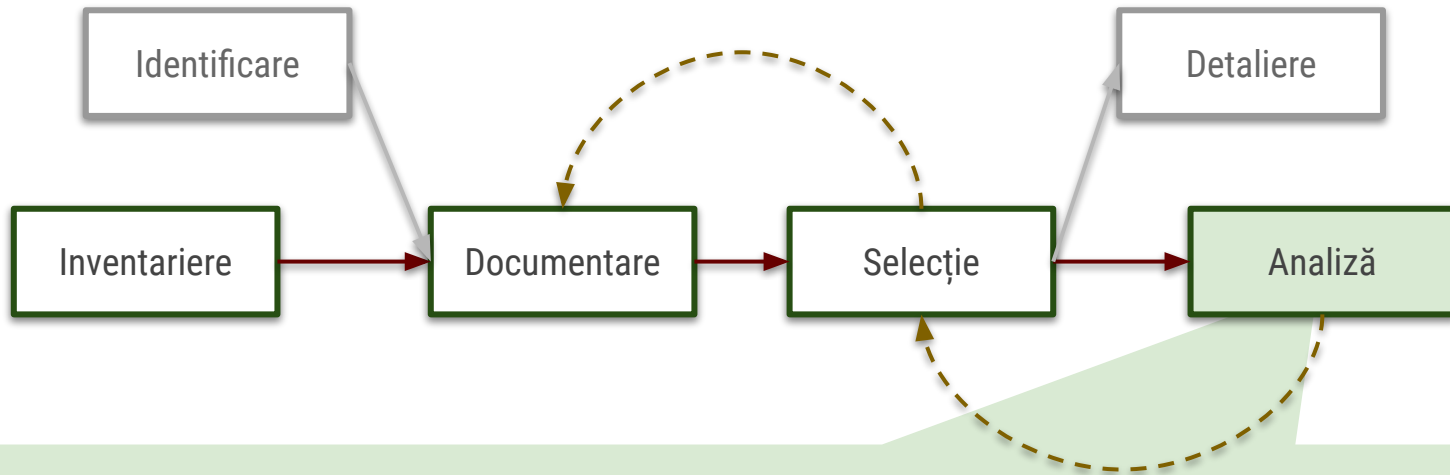 Identificare
Detaliere
Inventariere
Documentare
Selecție
Analiză